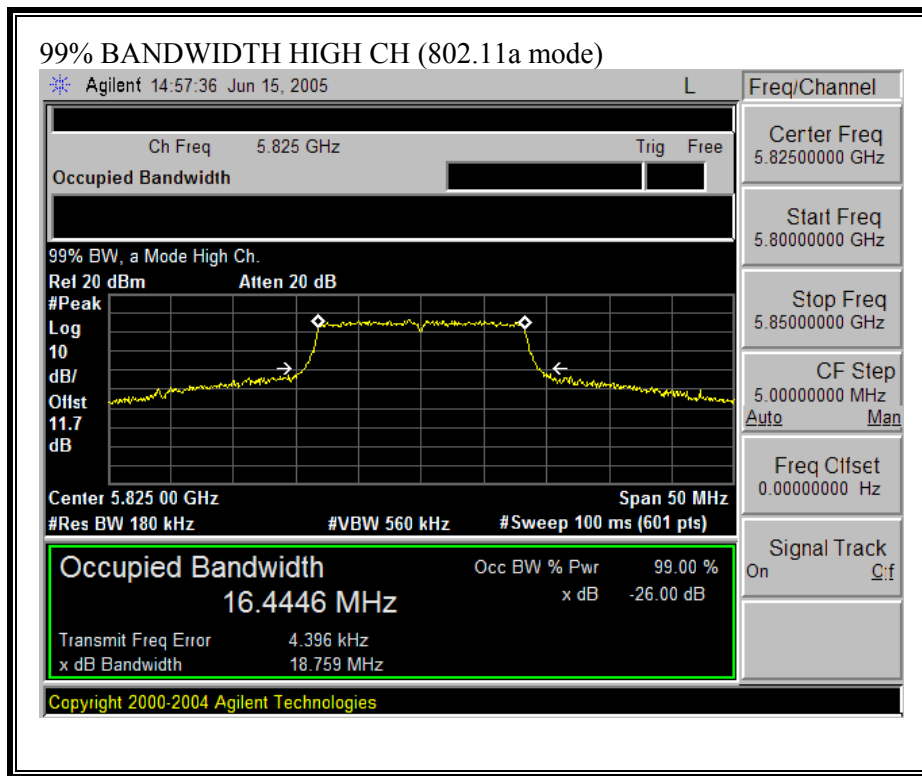 99% BANDWIDTH HIGH CH (802.11a mode)
Agilent 14:57:36 Jun 15, 2005 L
Freq/Channel
Ch Freq 5.825 GHz Trig Free
Occupied Bandwidth
Center Freq
5.82500000 GHz
Start Freq
5.80000000 GHz
Stop Freq
5.85000000 GHz
CF Step
5.00000000 MHz
Auto Man
Freq Offset
0.00000000 Hz
Signal Track
On Off
99% BW, a Mode High Ch.
Ref 20 dBm Atten 20 dB
#Peak
Log
10
dB/
Offst
11.7
dB
Center 5.825 00 GHz Span 50 MHz
#Res BW 180 kHz #VBW 560 kHz #Sweep 100 ms (601 pts)
Occupied Bandwidth
16.4446 MHz
Occ BW % Pwr 99.00 %
x dB -26.00 dB
Transmit Freq Error 4.396 kHz
x dB Bandwidth 18.759 MHz
Copyright 2000-2004 Agilent Technologies